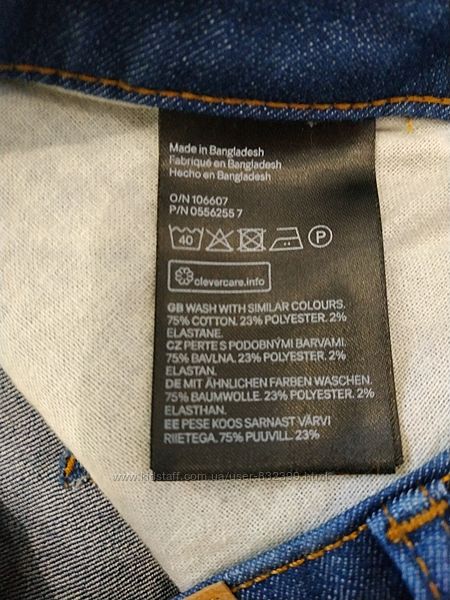 Made in Bangladesh
Fabriqué en Bangladesh
Hecho en Bangladesh
O/N 106607
P/N 0556255 7
40 P
clevercare.info
GB WASH WITH SIMILAR COLOURS.
75% COTTON. 23% POLYESTER. 2%
ELASTANE.
CZ PERTE S PODOBNÝMI BARVAMI.
75% BAVLNA. 23% POLYESTER. 2%
ELASTAN.
DE MIT ÄHNLICHEN FARBEN WASCHEN.
75% BAUMWOLLE. 23% POLYESTER. 2%
ELASTHAN.
EE PESE KOOS SARNAST VÄRVI
RIIETEGA. 75% PUUVILL. 23%